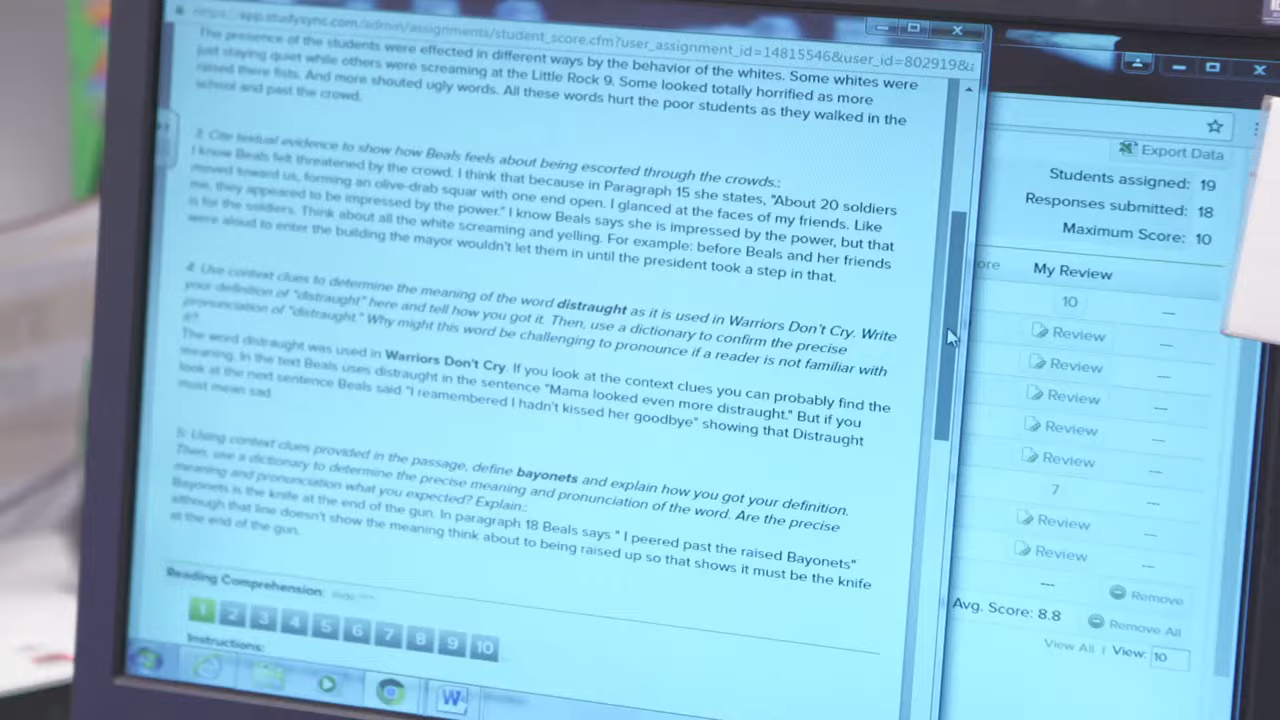 https://app.studysync.com/admin/assignments/student_score.cfm?user_assignment_id=14815546&user_id=802919&
The presence of the students were effected in different ways by the behavior of the whites. Some whites were
just staying quiet while others were screaming at the Little Rock 9. Some looked totally horrified as more
raised there fists. And more shouted ugly words. All these words hurt the poor students as they walked in the
school and past the crowd.
3. Cite textual evidence to show how Beals feels about being escorted through the crowds.:
I know Beals felt threatened by the crowd. I think that because in Paragraph 15 she states, "About 20 soldiers
moved toward us, forming an olive-drab squar with one end open. I glanced at the faces of my friends. Like
me, they appeared to be impressed by the power." I know Beals says she is impressed by the power, but that
is for the soldiers. Think about all the white screaming and yelling. For example: before Beals and her friends
were aloud to enter the building the mayor wouldn't let them in until the president took a step in that.
4. Use context clues to determine the meaning of the word distraught as it is used in Warriors Don't Cry. Write
your definition of "distraught" here and tell how you got it. Then, use a dictionary to confirm the precise
pronunciation of "distraught." Why might this word be challenging to pronounce if a reader is not familiar with
it?
The word distraught was used in Warriors Don't Cry. If you look at the context clues you can probably find the
meaning. In the text Beals uses distraught in the sentence "Mama looked even more distraught." But if you
look at the next sentence Beals said "I reamembered I hadn't kissed her goodbye" showing that Distraught
must mean sad.
5. Using context clues provided in the passage, define bayonets and explain how you got your definition.
Then, use a dictionary to determine the precise meaning and pronunciation of the word. Are the precise
meaning and pronunciation what you expected? Explain.:
Bayonets is the knife at the end of the gun. In paragraph 18 Beals says " I peered past the raised Bayonets"
although that line doesn't show the meaning think about to being raised up so that shows it must be the knife
at the end of the gun.
Reading Comprehension:
1 2 3 4 5 6 7 8 9 10
Instructions:
W
Export Data
Students assigned: 19
Responses submitted: 18
Maximum Score: 10
ore My Review
10 --
Review --
Review --
Review --
Review --
Review --
7 --
Review --
Review --
--- Remove
Avg. Score: 8.8 Remove All
View All | View: 10